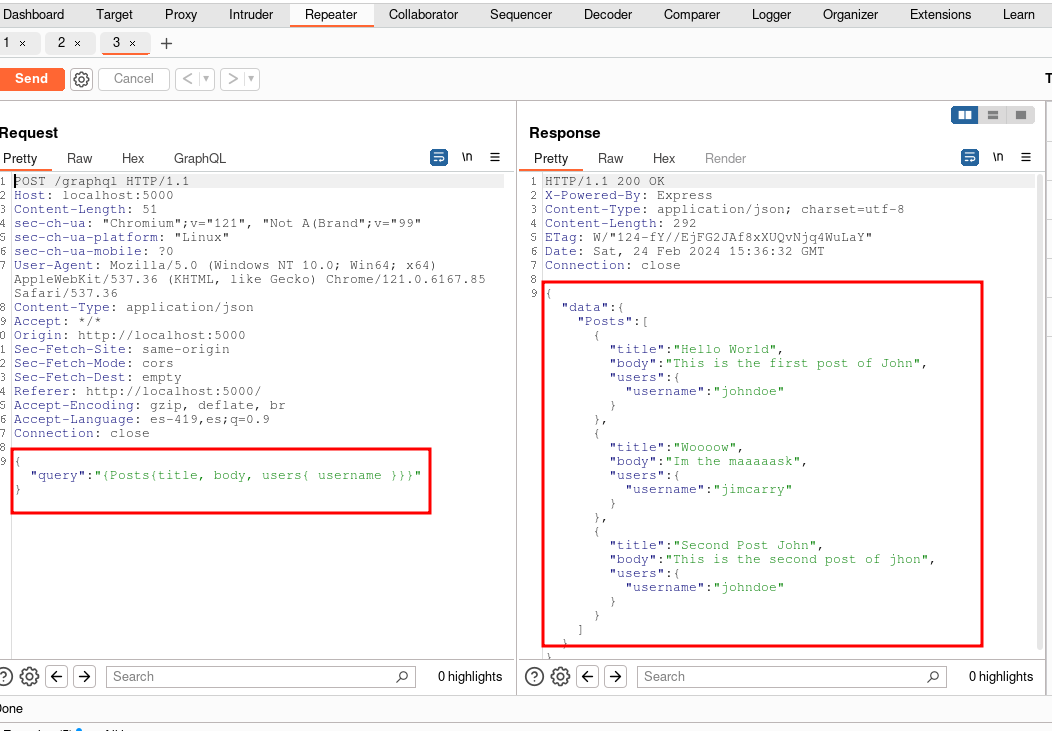 Dashboard Target Proxy Intruder Repeater Collaborator Sequencer Decoder Comparer Logger Organizer Extensions Learn
1 × 2 × 3 × +
Send Cancel < ▾ > ▾
Request
Pretty Raw Hex GraphQL \n ≡
1 POST /graphql HTTP/1.1
2 Host: localhost:5000
3 Content-Length: 51
4 sec-ch-ua: "Chromium";v="121", "Not A(Brand";v="99"
5 sec-ch-ua-platform: "Linux"
6 sec-ch-ua-mobile: ?0
7 User-Agent: Mozilla/5.0 (Windows NT 10.0; Win64; x64)
AppleWebKit/537.36 (KHTML, like Gecko) Chrome/121.0.6167.85
Safari/537.36
8 Content-Type: application/json
9 Accept: */*
0 Origin: http://localhost:5000
1 Sec-Fetch-Site: same-origin
2 Sec-Fetch-Mode: cors
3 Sec-Fetch-Dest: empty
4 Referer: http://localhost:5000/
5 Accept-Encoding: gzip, deflate, br
6 Accept-Language: es-419,es;q=0.9
7 Connection: close
8
9 {
"query":"{Posts{title, body, users{ username }}}"
}
Search 0 highlights
Response
Pretty Raw Hex Render \n ≡
1 HTTP/1.1 200 OK
2 X-Powered-By: Express
3 Content-Type: application/json; charset=utf-8
4 Content-Length: 292
5 ETag: W/"124-fY//EjFG2JAf8xXUQvNjq4WuLaY"
6 Date: Sat, 24 Feb 2024 15:36:32 GMT
7 Connection: close
8
9 {
"data":{
"Posts":[
{
"title":"Hello World",
"body":"This is the first post of John",
"users":{
"username":"johndoe"
}
},
{
"title":"Woooow",
"body":"Im the maaaaask",
"users":{
"username":"jimcarry"
}
},
{
"title":"Second Post John",
"body":"This is the second post of jhon",
"users":{
"username":"johndoe"
}
}
]
}
}
Search 0 highlights